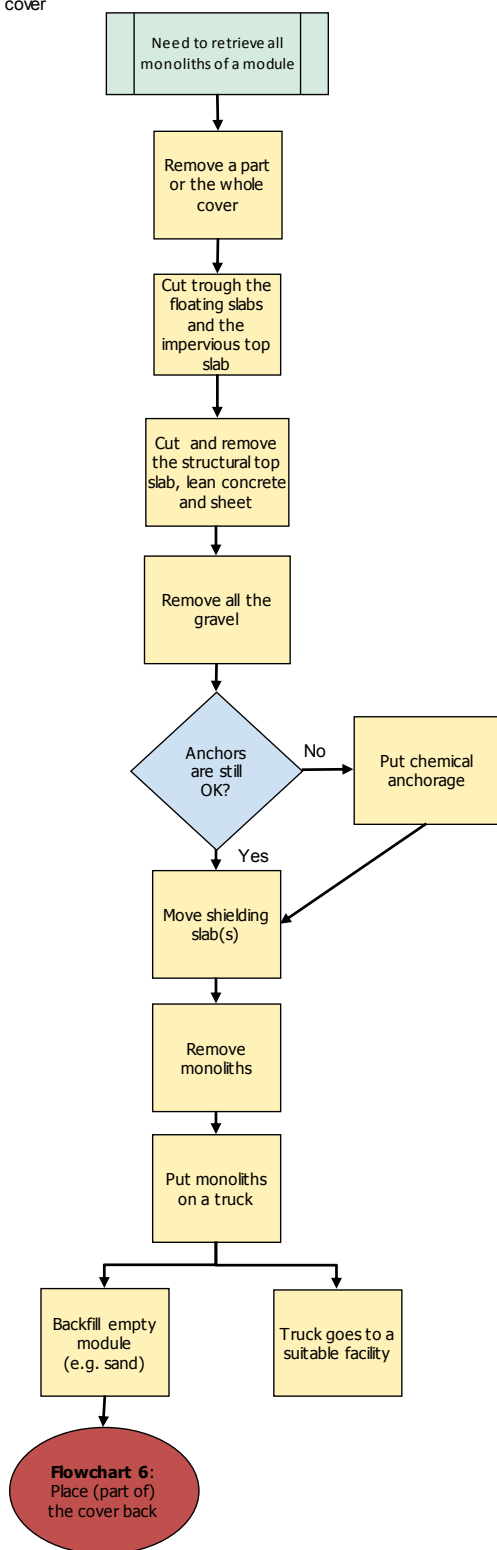 cover
Need to retrieve all
monoliths of a module
Remove a part
or the whole
cover
Cut trough the
floating slabs
and the
impervious top
slab
Cut and remove
the structural top
slab, lean concrete
and sheet
Remove all the
gravel
Anchors
are still
OK?
No
Put chemical
anchorage
Yes
Move shielding
slab(s)
Remove
monoliths
Put monoliths
on a truck
Backfill empty
module
(e.g. sand)
Truck goes to a
suitable facility
Flowchart 6:
Place (part of)
the cover back